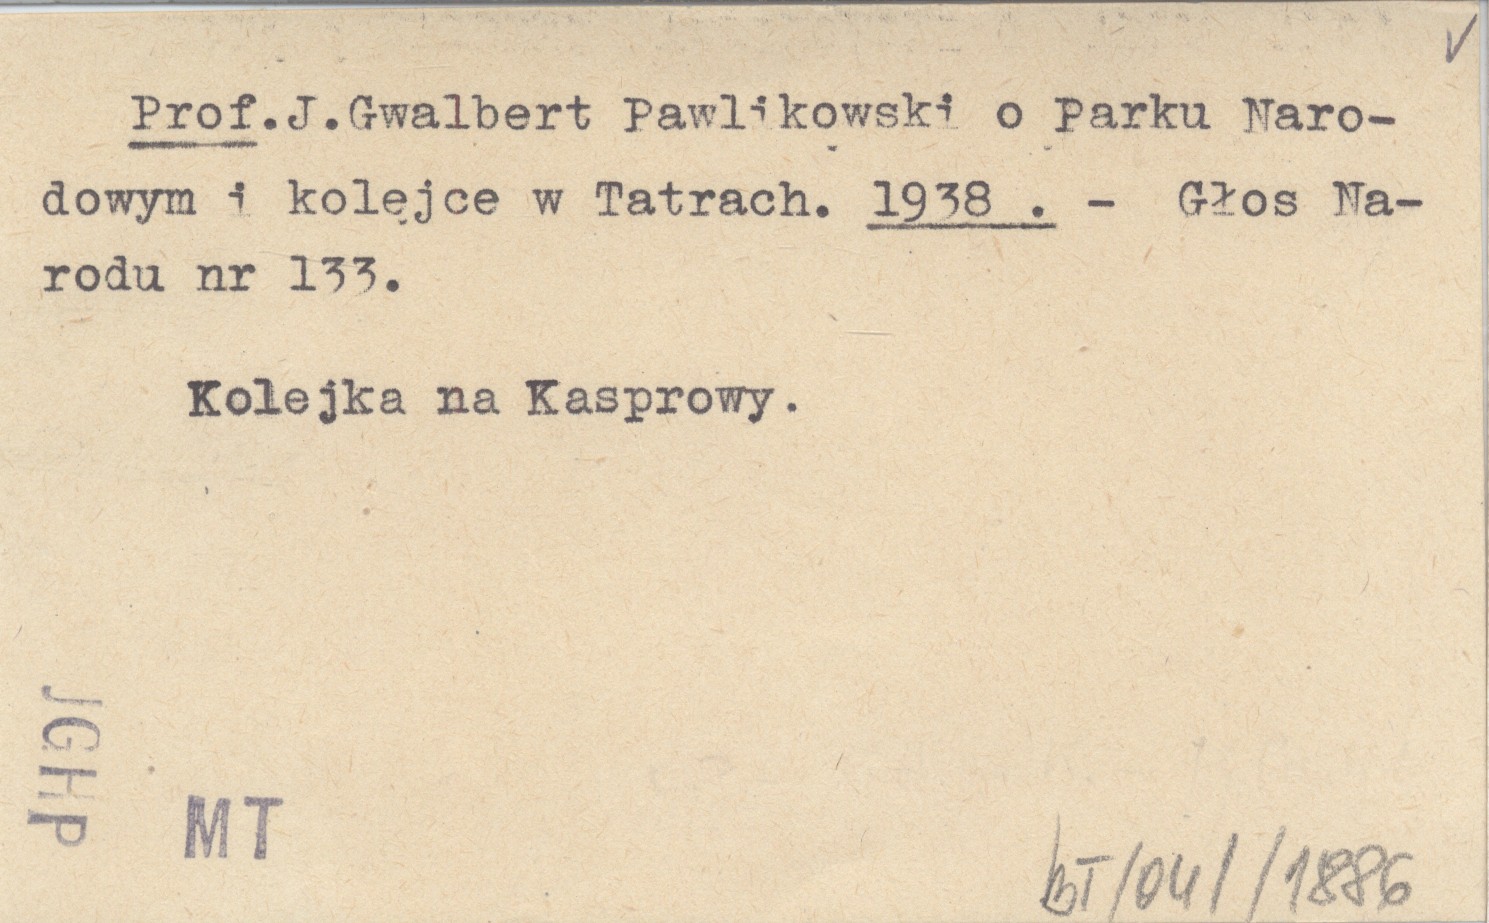 Prof.J.Gwalbert Pawlikowski o Parku Naro-
dowym i kolejce w Tatrach. 1938 . - Głos Na-
rodu nr 133.
Kolejka na Kasprowy.
JGHP
MT
BT/04//1886